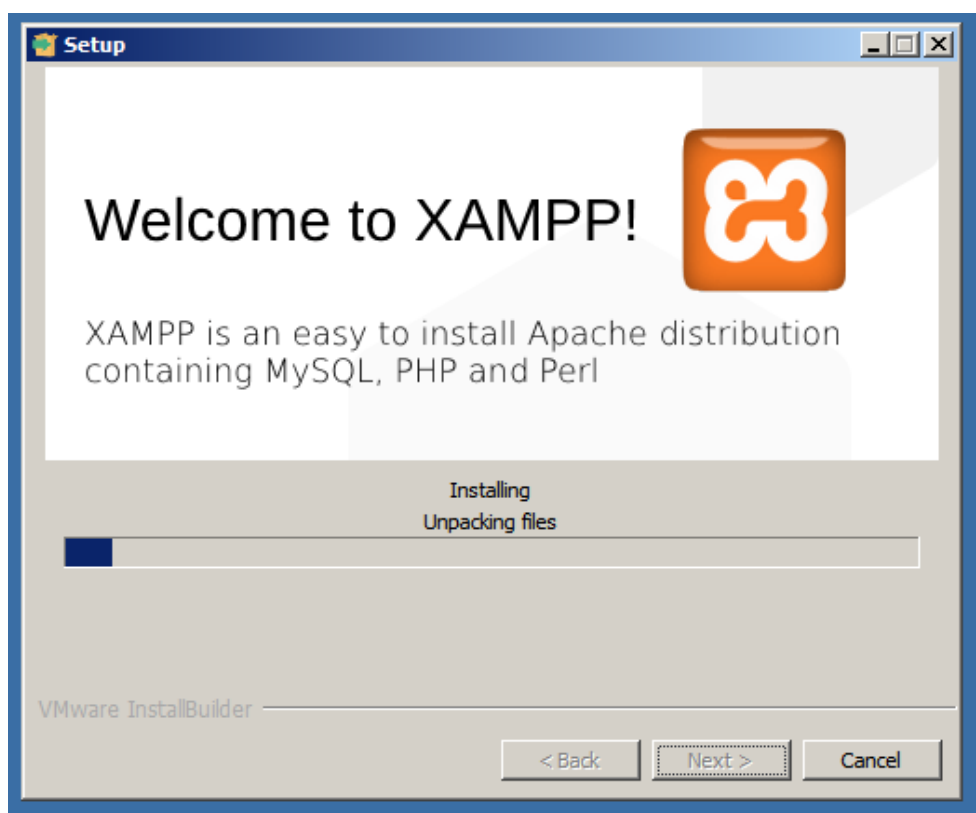 Setup
Welcome to XAMPP!
XAMPP is an easy to install Apache distribution
containing MySQL, PHP and Perl
Installing
Unpacking files
VMware InstallBuilder
< Back
Next >
Cancel